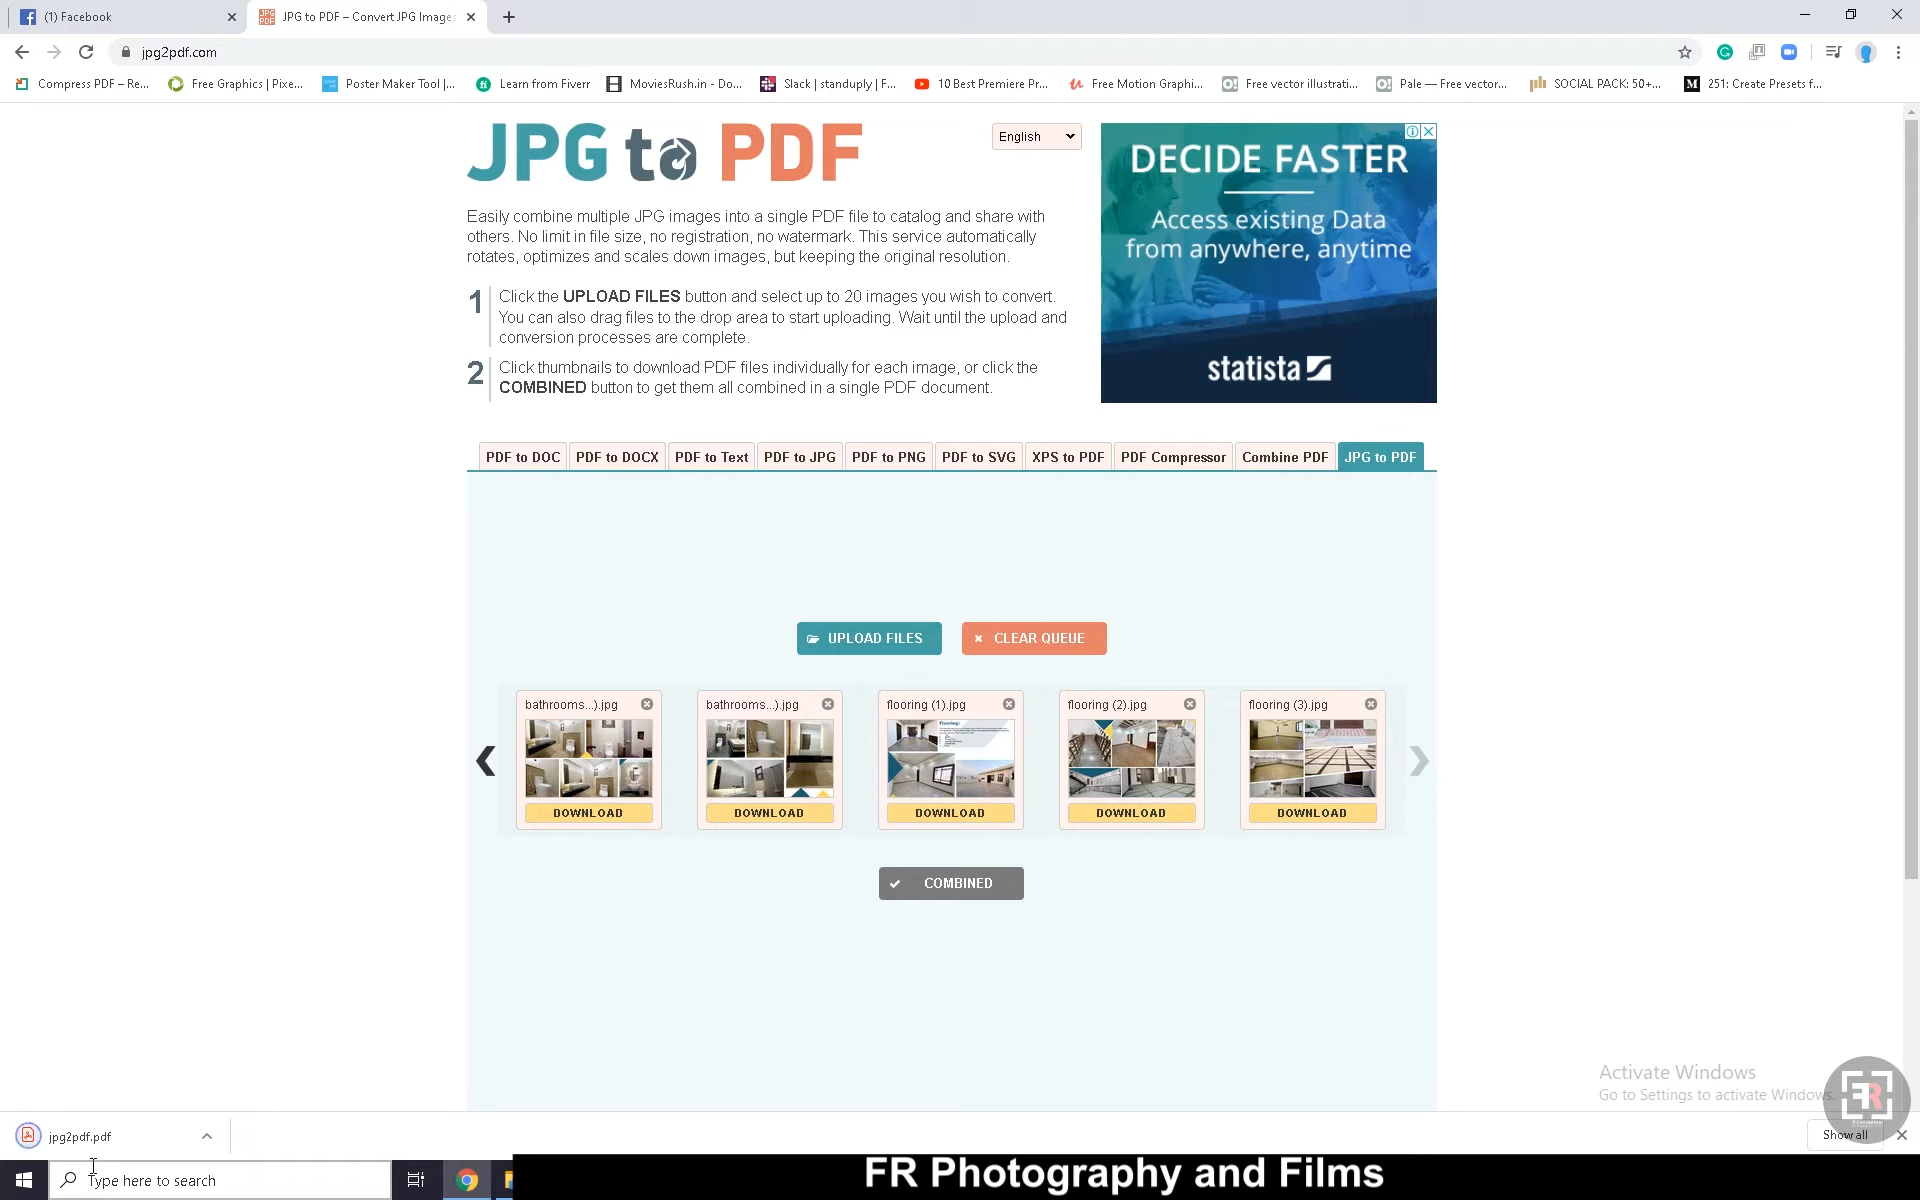 (1) Facebook
JPG to PDF – Convert JPG Images
jpg2pdf.com
Compress PDF – Re...
Free Graphics | Pixe...
Poster Maker Tool |...
Learn from Fiverr
MoviesRush.in - Do...
Slack | standuply | F...
10 Best Premiere Pr...
Free Motion Graphi...
Free vector illustrati...
Pale — Free vector...
SOCIAL PACK: 50+...
251: Create Presets f...
JPG to PDF
English
DECIDE FASTER
Access existing Data
from anywhere, anytime
statista
Easily combine multiple JPG images into a single PDF file to catalog and share with
others. No limit in file size, no registration, no watermark. This service automatically
rotates, optimizes and scales down images, but keeping the original resolution.
1
Click the UPLOAD FILES button and select up to 20 images you wish to convert.
You can also drag files to the drop area to start uploading. Wait until the upload and
conversion processes are complete.
2
Click thumbnails to download PDF files individually for each image, or click the
COMBINED button to get them all combined in a single PDF document.
PDF to DOC
PDF to DOCX
PDF to Text
PDF to JPG
PDF to PNG
PDF to SVG
XPS to PDF
PDF Compressor
Combine PDF
JPG to PDF
UPLOAD FILES
CLEAR QUEUE
bathrooms...).jpg
bathrooms...).jpg
flooring (1).jpg
flooring (2).jpg
flooring (3).jpg
Flooring:
DOWNLOAD
DOWNLOAD
DOWNLOAD
DOWNLOAD
DOWNLOAD
COMBINED
Activate Windows
Go to Settings to activate Windows.
FR
jpg2pdf.pdf
Show all
Type here to search
FR Photography and Films